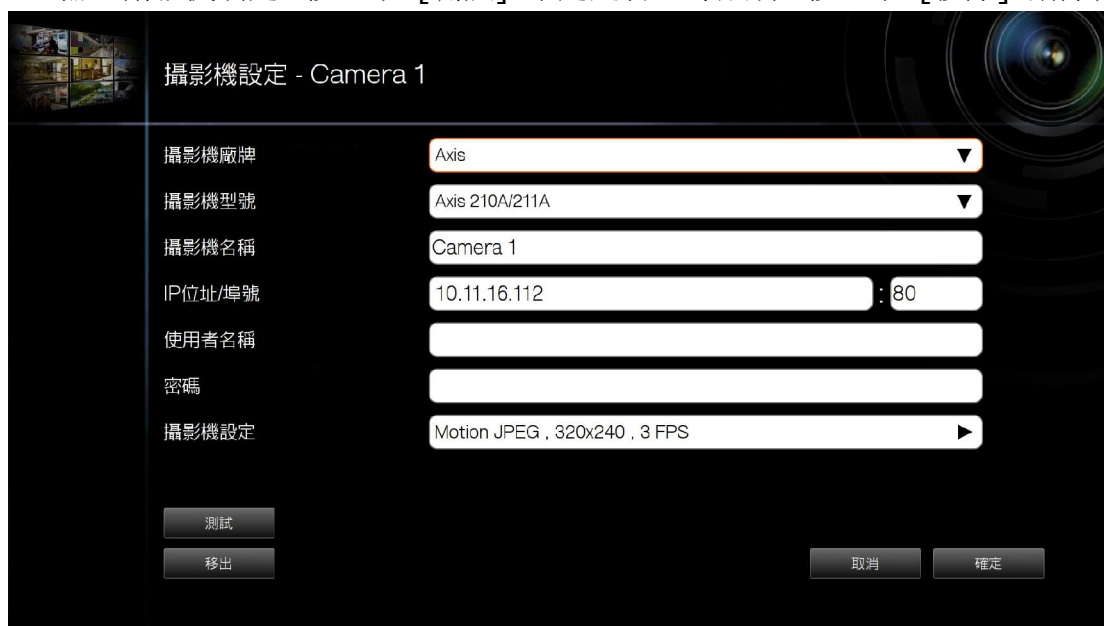 攝影機設定 - Camera 1
攝影機廠牌 Axis
攝影機型號 Axis 210A/211A
攝影機名稱 Camera 1
IP位址/埠號 10.11.16.112 : 80
使用者名稱
密碼
攝影機設定 Motion JPEG , 320x240 , 3 FPS
測試
移出 取消 確定